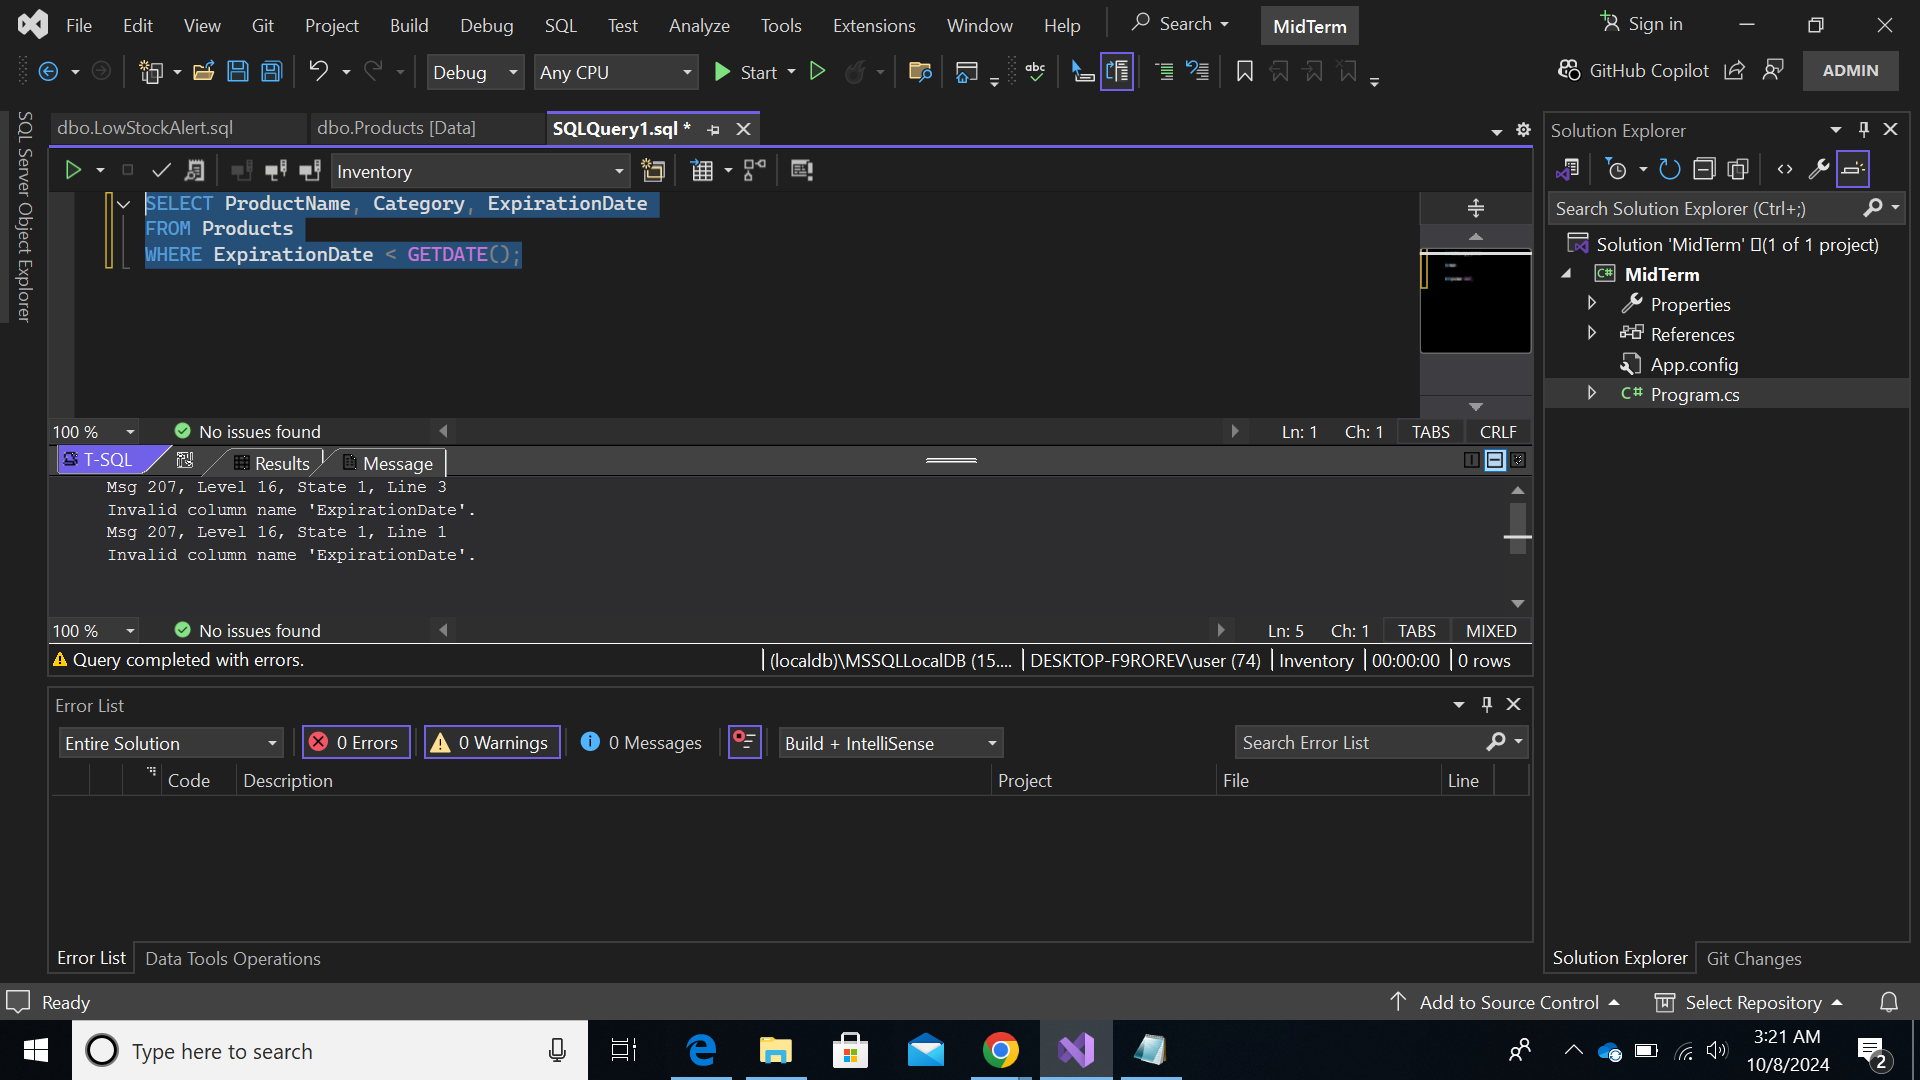 File Edit View Git Project Build Debug SQL Test Analyze Tools Extensions Window Help Search MidTerm Sign in
Debug Any CPU Start abc GitHub Copilot ADMIN
SQL Server Object Explorer
dbo.LowStockAlert.sql dbo.Products [Data] SQLQuery1.sql *
Inventory
SELECT ProductName, Category, ExpirationDate
FROM Products
WHERE ExpirationDate < GETDATE();
100 % No issues found Ln: 1 Ch: 1 TABS CRLF
T-SQL Results Message
Msg 207, Level 16, State 1, Line 3
Invalid column name 'ExpirationDate'.
Msg 207, Level 16, State 1, Line 1
Invalid column name 'ExpirationDate'.
100 % No issues found Ln: 5 Ch: 1 TABS MIXED
Query completed with errors. (localdb)\MSSQLLocalDB (15.... DESKTOP-F9ROREV\user (74) Inventory 00:00:00 0 rows
Error List
Entire Solution 0 Errors 0 Warnings 0 Messages Build + IntelliSense Search Error List
Code Description Project File Line
Error List Data Tools Operations
Solution Explorer
Search Solution Explorer (Ctrl+;)
Solution 'MidTerm' (1 of 1 project)
C# MidTerm
Properties
References
App.config
C# Program.cs
Solution Explorer Git Changes
Ready Add to Source Control Select Repository
Type here to search 3:21 AM
10/8/2024 2